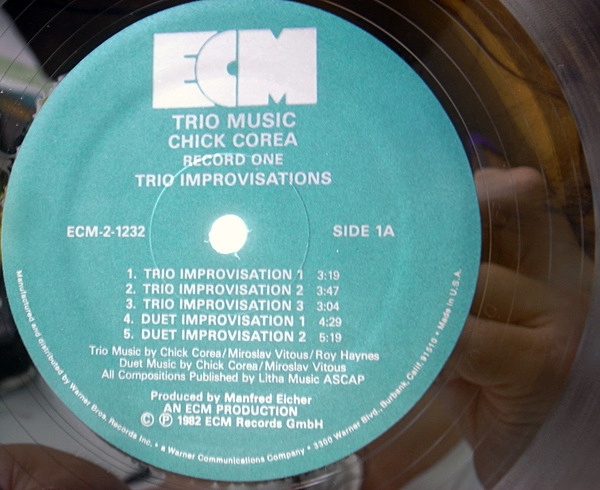 ECM
TRIO MUSIC
CHICK COREA
RECORD ONE
TRIO IMPROVISATIONS
ECM-2-1232
SIDE 1A
1. TRIO IMPROVISATION 1 3:19
2. TRIO IMPROVISATION 2 3:47
3. TRIO IMPROVISATION 3 3:04
4. DUET IMPROVISATION 1 4:29
5. DUET IMPROVISATION 2 5:19
Trio Music by Chick Corea/Miroslav Vitous/Roy Haynes
Duet Music by Chick Corea/Miroslav Vitous
All Compositions Published by Litha Music ASCAP
Produced by Manfred Eicher
AN ECM PRODUCTION
© ℗ 1982 ECM Records GmbH
Manufactured and distributed by Warner Bros. Records Inc. • a Warner Communications Company • 3300 Warner Blvd., Burbank, Calif. 91510 • Made in U.S.A.